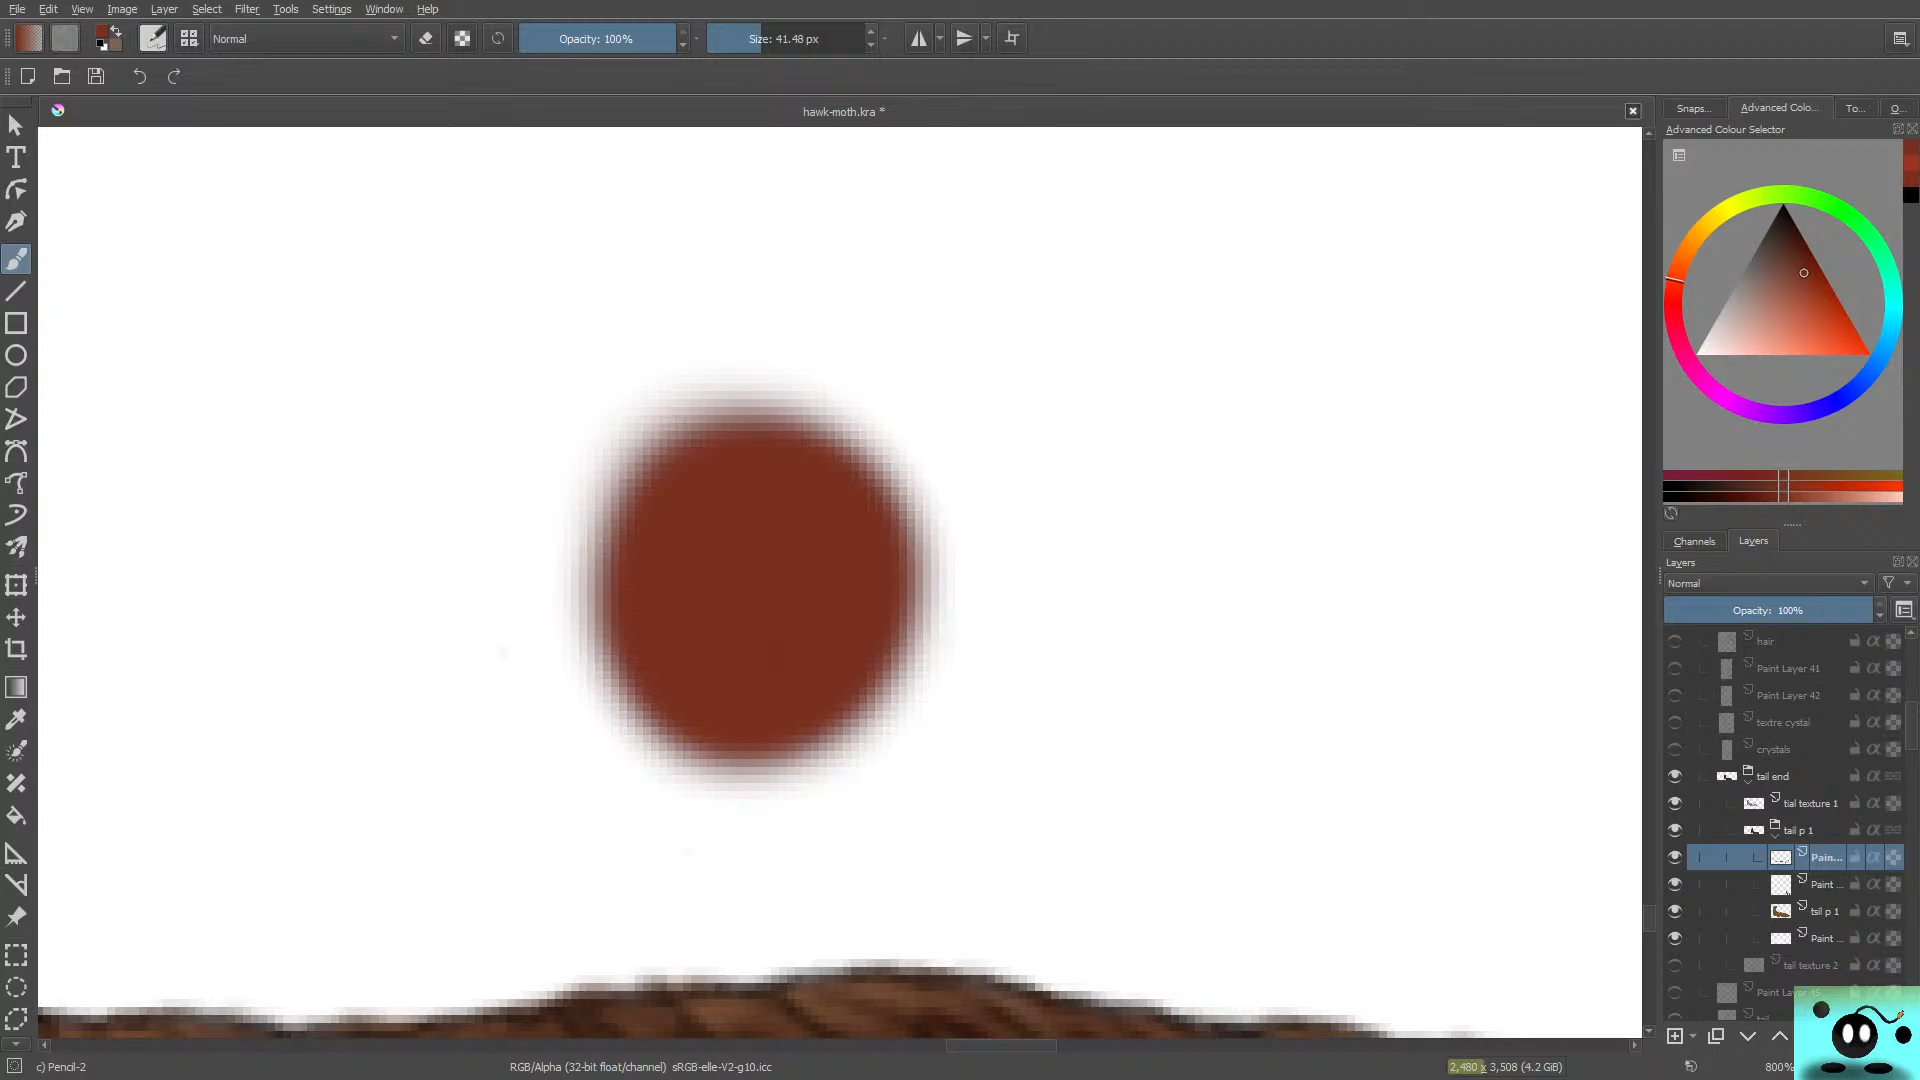 File Edit View Image Layer Select Filter Tools Settings Window Help
Normal Opacity: 100% Size: 41.48 px
hawk-moth.kra *
Snaps... Advanced Colo... To... O...
Advanced Colour Selector
Channels Layers
Layers
Normal
Opacity: 100%
hair
Paint Layer 41
Paint Layer 42
textre cystal
crystals
tail end
tial texture 1
tail p 1
Pain...
Paint ...
tsil p 1
Paint ...
tail texture 2
Paint Layer 45
tail
c) Pencil-2 RGB/Alpha (32-bit float/channel) sRGB-elle-V2-g10.icc 2,480 x 3,508 (4.2 GiB) 800%